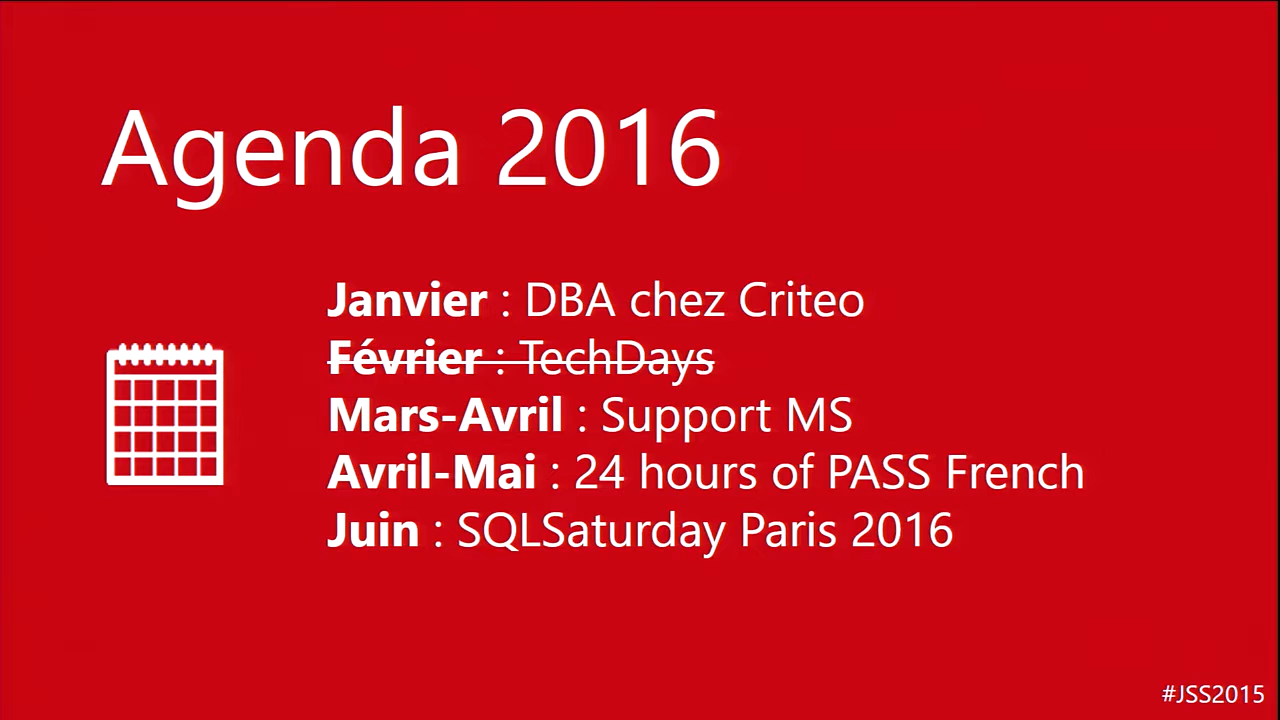 Agenda 2016
Janvier : DBA chez Criteo
Février : TechDays
Mars-Avril : Support MS
Avril-Mai : 24 hours of PASS French
Juin : SQLSaturday Paris 2016
#JSS2015